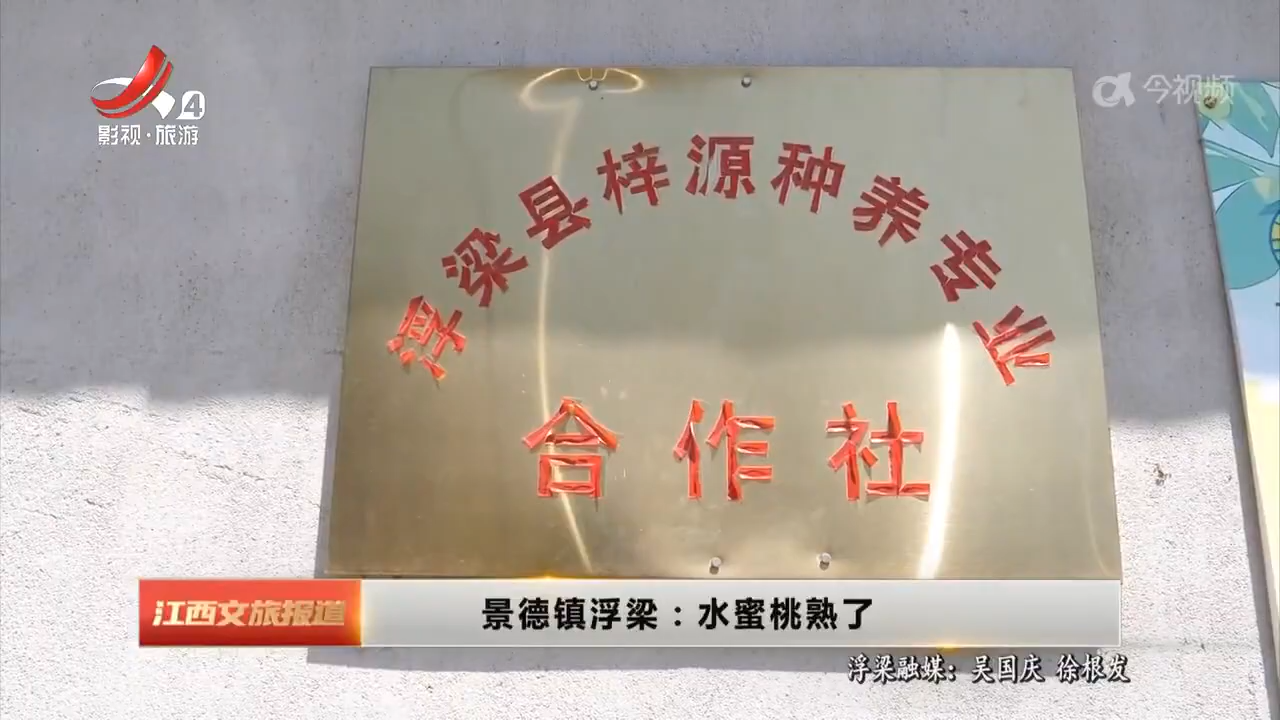 4
影视·旅游
今视频
浮梁县梓源种养专业
合作社
江西文旅报道
景德镇浮梁：水蜜桃熟了
浮梁融媒：吴国庆 徐根发